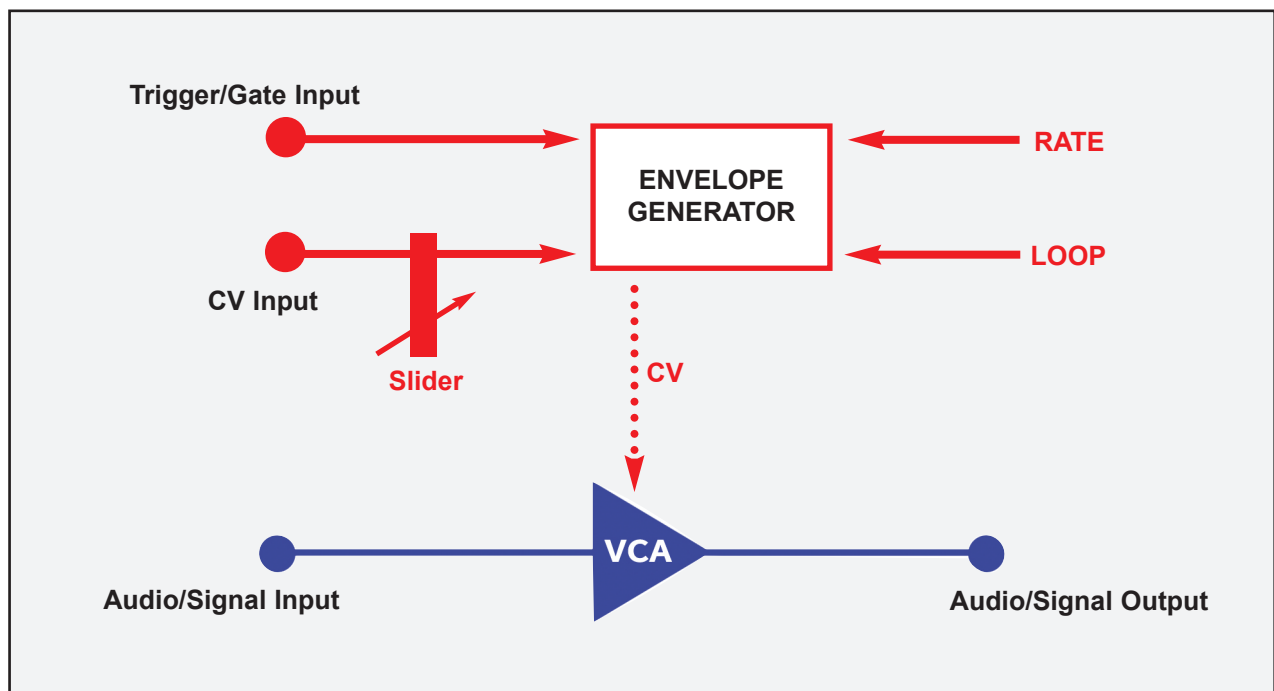 Trigger/Gate Input
ENVELOPE
GENERATOR
RATE
LOOP
CV Input
Slider
CV
VCA
Audio/Signal Input
Audio/Signal Output